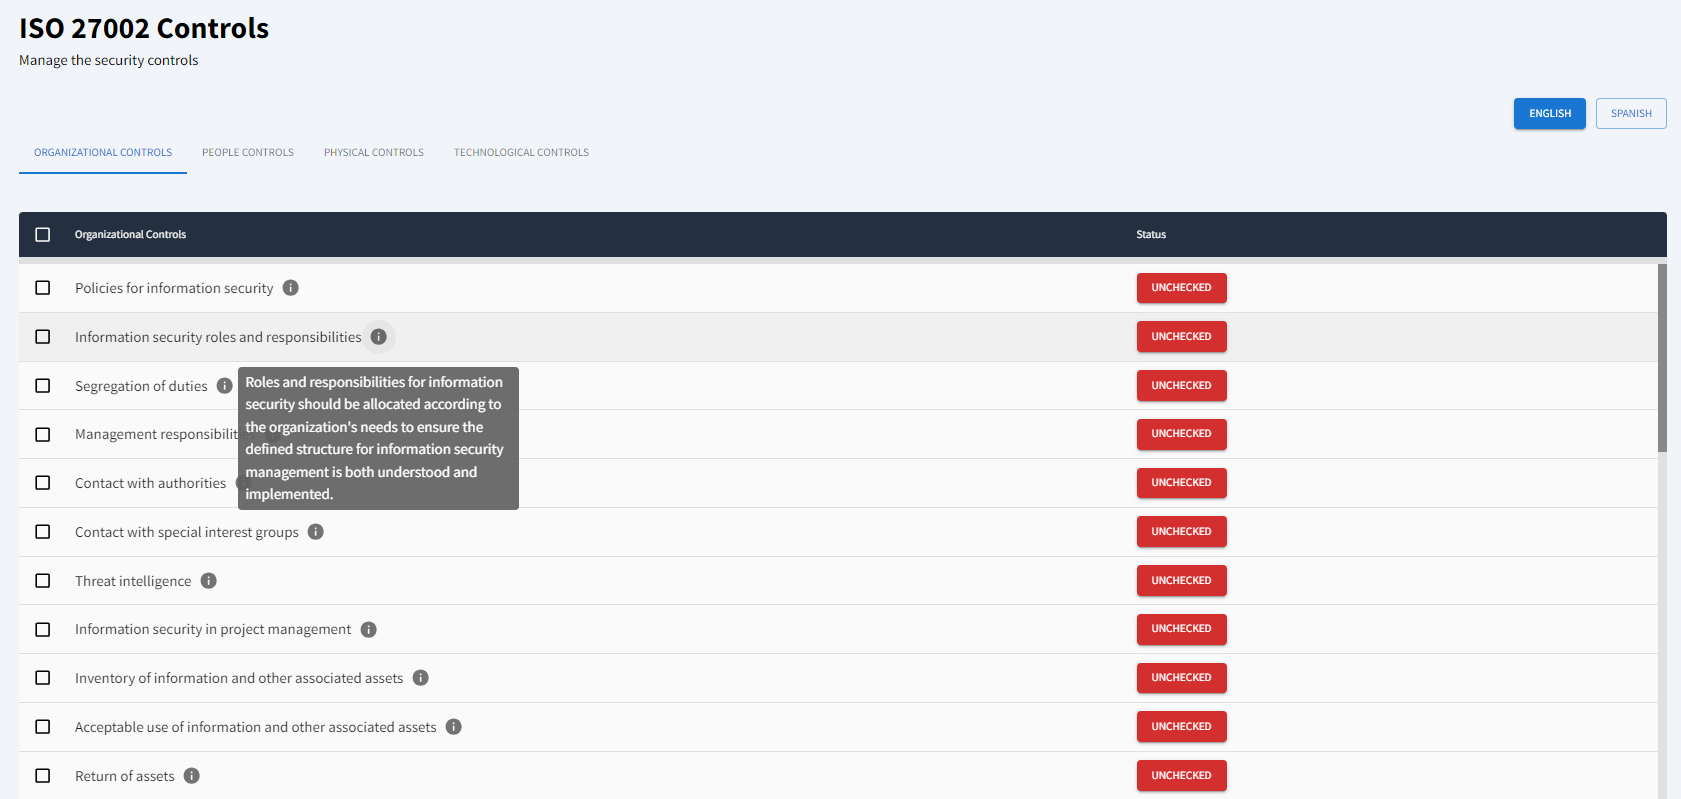 ISO 27002 Controls
Manage the security controls
ENGLISH
SPANISH
ORGANIZATIONAL CONTROLS
PEOPLE CONTROLS
PHYSICAL CONTROLS
TECHNOLOGICAL CONTROLS
Organizational Controls
Status
Policies for information security
UNCHECKED
Information security roles and responsibilities
UNCHECKED
Roles and responsibilities for information
security should be allocated according to
the organization's needs to ensure the
defined structure for information security
management is both understood and
implemented.
Segregation of duties
UNCHECKED
Management responsibilities
UNCHECKED
Contact with authorities
UNCHECKED
Contact with special interest groups
UNCHECKED
Threat intelligence
UNCHECKED
Information security in project management
UNCHECKED
Inventory of information and other associated assets
UNCHECKED
Acceptable use of information and other associated assets
UNCHECKED
Return of assets
UNCHECKED